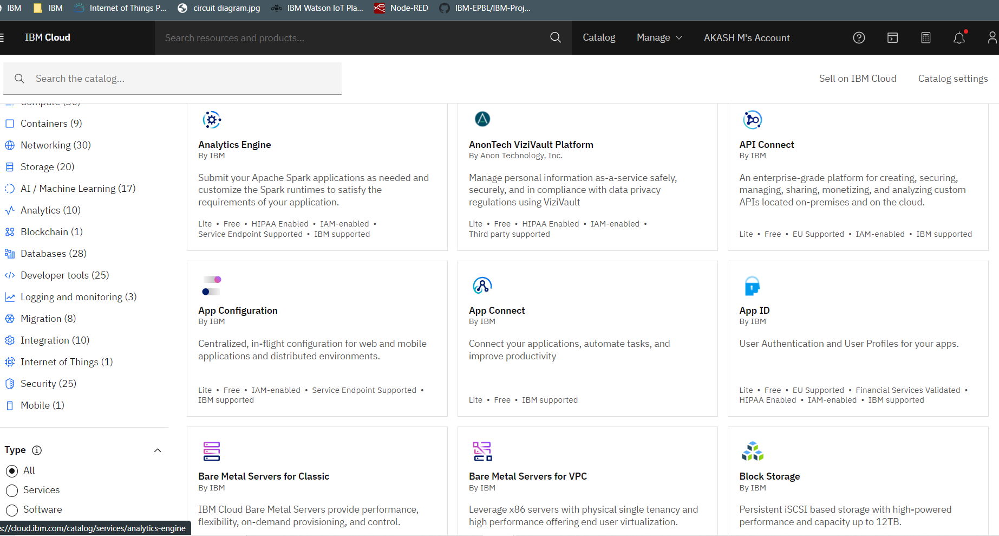 IBM
IBM
Internet of Things P...
circuit diagram.jpg
IBM Watson IoT Pla...
Node-RED
IBM-EPBL/IBM-Proj...
IBM Cloud
Search resources and products...
Catalog
Manage
AKASH M's Account
Search the catalog...
Sell on IBM Cloud
Catalog settings
Compute (36)
Containers (9)
Networking (30)
Storage (20)
AI / Machine Learning (17)
Analytics (10)
Blockchain (1)
Databases (28)
Developer tools (25)
Logging and monitoring (3)
Migration (8)
Integration (10)
Internet of Things (1)
Security (25)
Mobile (1)
Type
All
Services
Software
Analytics Engine
By IBM
Submit your Apache Spark applications as needed and
customize the Spark runtimes to satisfy the
requirements of your application.
Lite • Free • HIPAA Enabled • IAM-enabled •
Service Endpoint Supported • IBM supported
AnonTech ViziVault Platform
By Anon Technology, Inc.
Manage personal information as-a-service safely,
securely, and in compliance with data privacy
regulations using ViziVault
Lite • Free • HIPAA Enabled • IAM-enabled •
Third party supported
API Connect
By IBM
An enterprise-grade platform for creating, securing,
managing, sharing, monetizing, and analyzing custom
APIs located on-premises and on the cloud.
Lite • Free • EU Supported • IAM-enabled • IBM supported
App Configuration
By IBM
Centralized, in-flight configuration for web and mobile
applications and distributed environments.
Lite • Free • IAM-enabled • Service Endpoint Supported •
IBM supported
App Connect
By IBM
Connect your applications, automate tasks, and
improve productivity
Lite • Free • IBM supported
App ID
By IBM
User Authentication and User Profiles for your apps.
Lite • Free • EU Supported • Financial Services Validated •
HIPAA Enabled • IAM-enabled • IBM supported
Bare Metal Servers for Classic
By IBM
IBM Cloud Bare Metal Servers provide performance,
flexibility, on-demand provisioning, and control.
Bare Metal Servers for VPC
By IBM
Leverage x86 servers with physical single tenancy and
high performance offering end user virtualization.
Block Storage
By IBM
Persistent iSCSI based storage with high-powered
performance and capacity up to 12TB.
s://cloud.ibm.com/catalog/services/analytics-engine